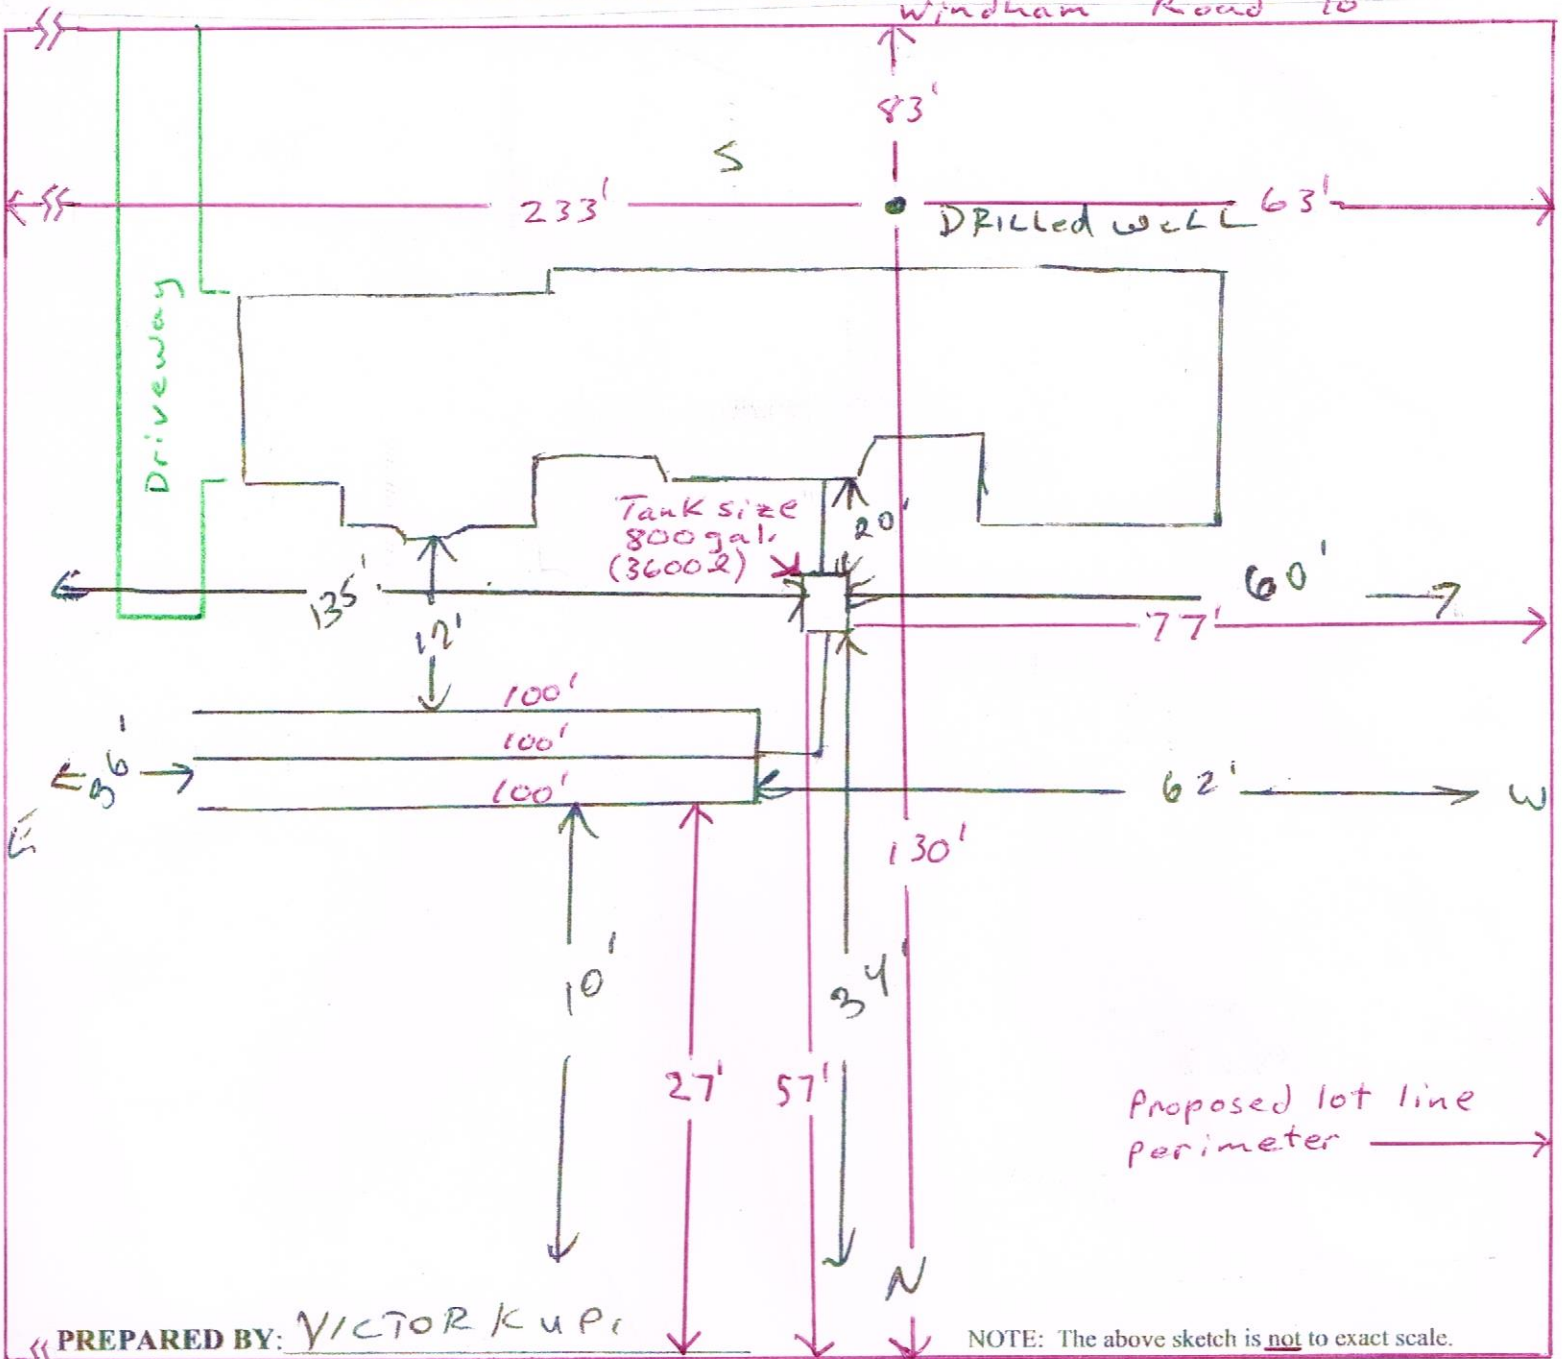 Windham Road 10
83'
S
233'
63'
DRILLed weLL
Driveway
Tank size
800 gal.
(3600 l)
20'
135'
60'
12'
77'
100'
100'
100'
36'
62'
W
E
130'
10'
34'
27'
57'
Proposed lot line
perimeter
N
PREPARED BY: VICTOR KUPI
NOTE: The above sketch is not to exact scale.